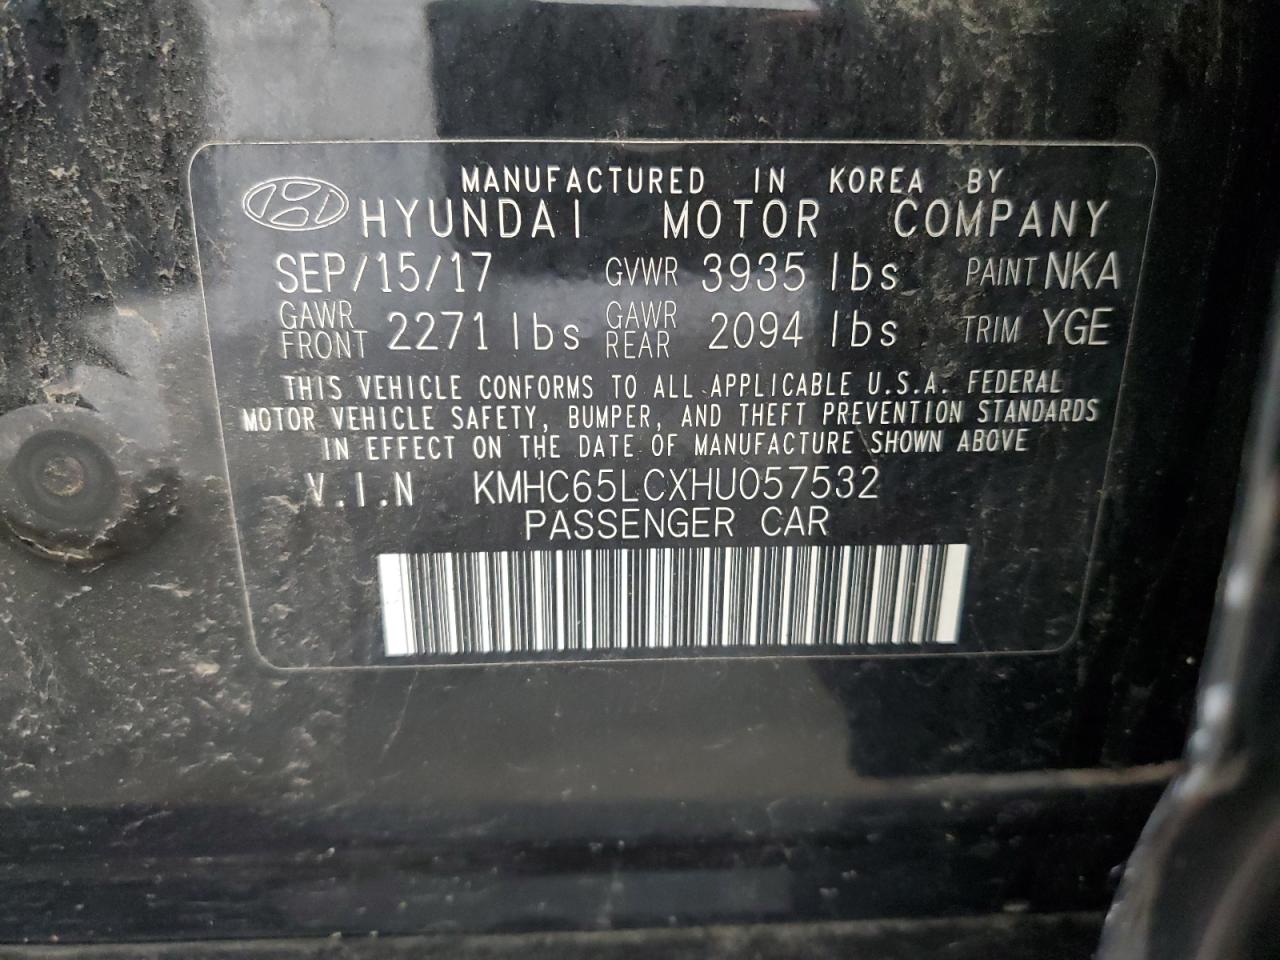 MANUFACTURED IN KOREA BY
HYUNDAI MOTOR COMPANY
SEP/15/17 GVWR 3935 lbs PAINT NKA
GAWR FRONT 2271 lbs GAWR REAR 2094 lbs TRIM YGE
THIS VEHICLE CONFORMS TO ALL APPLICABLE U.S.A. FEDERAL
MOTOR VEHICLE SAFETY, BUMPER, AND THEFT PREVENTION STANDARDS
IN EFFECT ON THE DATE OF MANUFACTURE SHOWN ABOVE
V.I.N KMHC65LCXHU057532
PASSENGER CAR